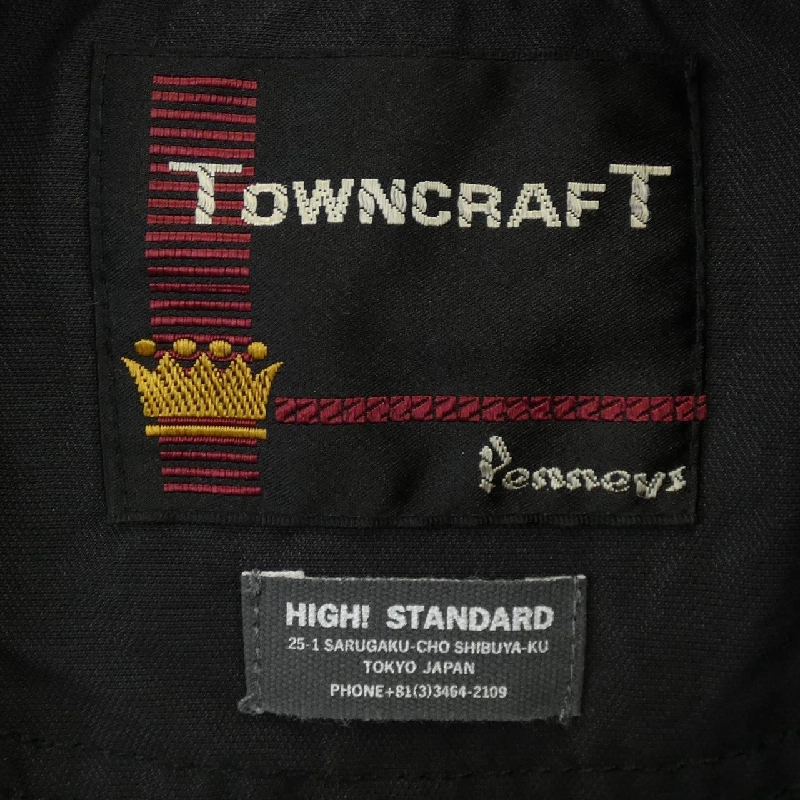 TOWNCRAFT
Penneys
HIGH! STANDARD
25-1 SARUGAKU-CHO SHIBUYA-KU
TOKYO JAPAN
PHONE+81(3)3464-2109